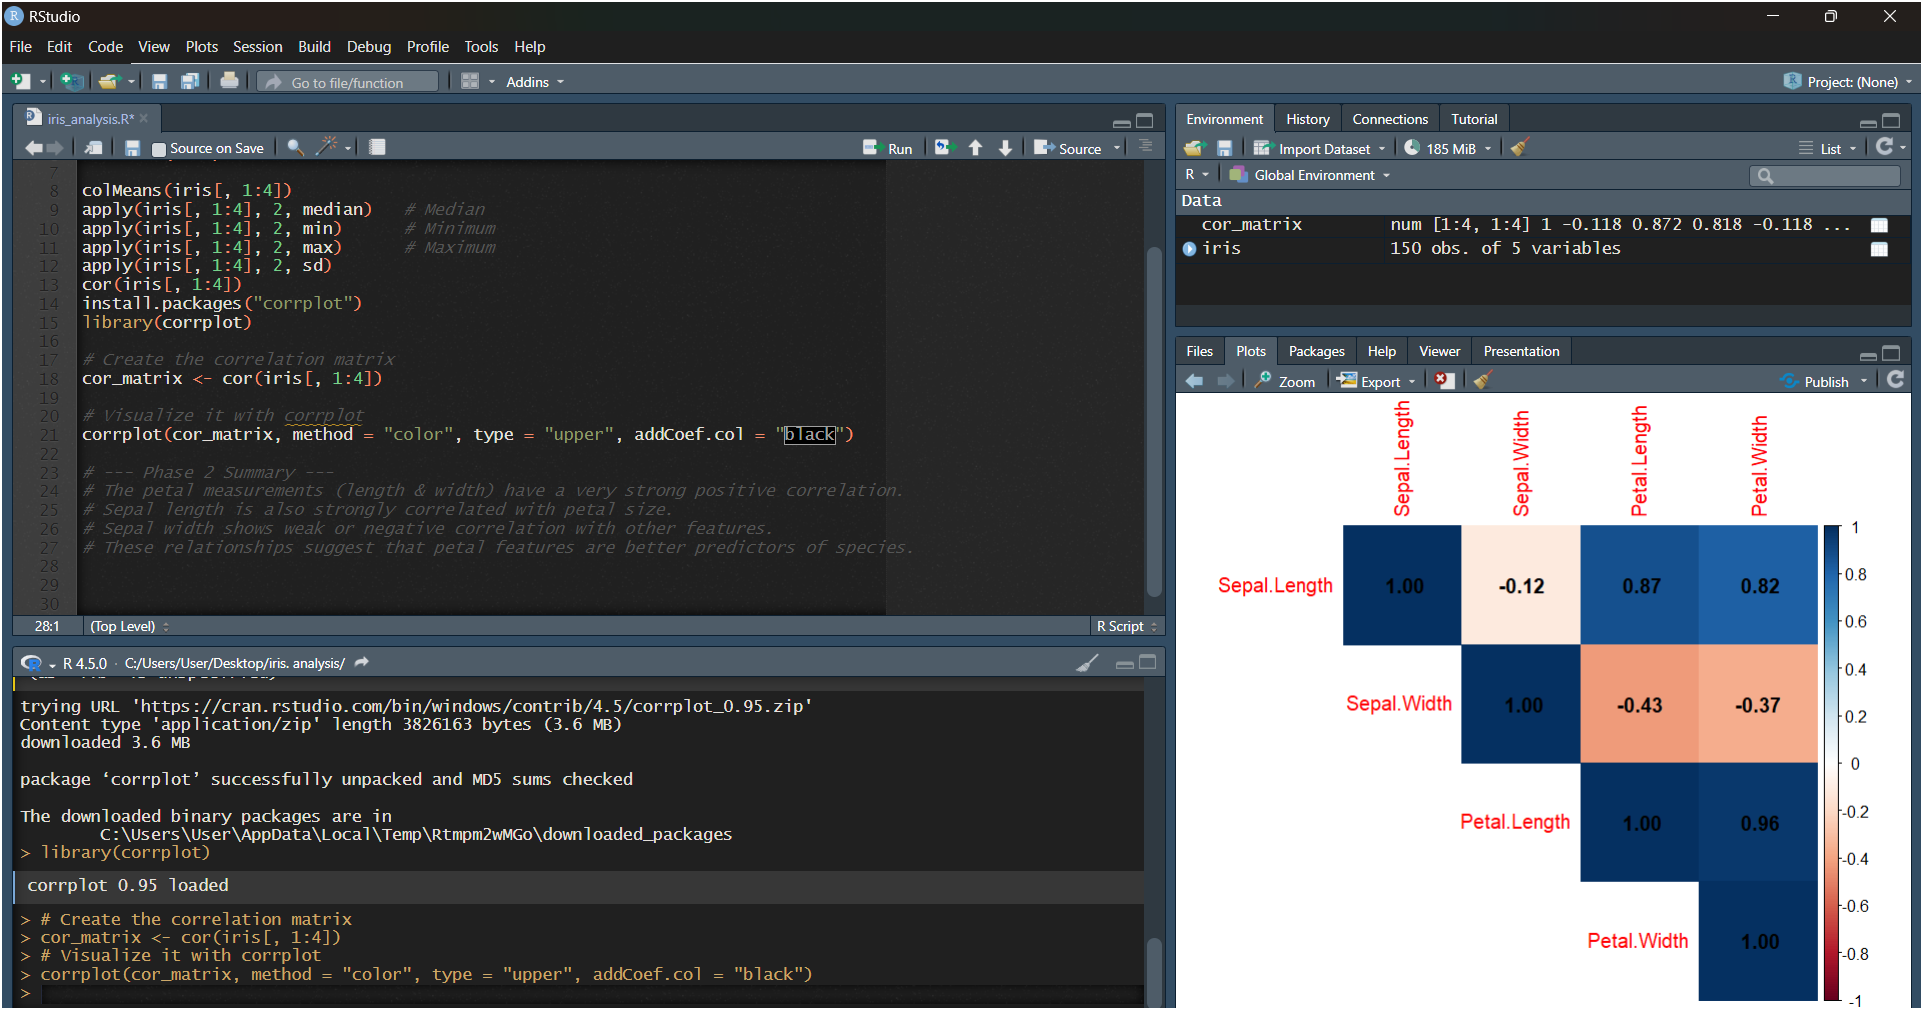 RStudio
File Edit Code View Plots Session Build Debug Profile Tools Help
Go to file/function Addins Project: (None)
iris_analysis.R*
Source on Save Run Source
7
8 colMeans(iris[, 1:4])
9 apply(iris[, 1:4], 2, median) # Median
10 apply(iris[, 1:4], 2, min) # Minimum
11 apply(iris[, 1:4], 2, max) # Maximum
12 apply(iris[, 1:4], 2, sd)
13 cor(iris[, 1:4])
14 install.packages("corrplot")
15 library(corrplot)
16
17 # Create the correlation matrix
18 cor_matrix <- cor(iris[, 1:4])
19
20 # Visualize it with corrplot
21 corrplot(cor_matrix, method = "color", type = "upper", addCoef.col = "black")
22
23 # --- Phase 2 Summary ---
24 # The petal measurements (length & width) have a very strong positive correlation.
25 # Sepal length is also strongly correlated with petal size.
26 # Sepal width shows weak or negative correlation with other features.
27 # These relationships suggest that petal features are better predictors of species.
28
29
30
28:1 (Top Level) R Script
R 4.5.0 · C:/Users/User/Desktop/iris. analysis/
trying URL 'https://cran.rstudio.com/bin/windows/contrib/4.5/corrplot_0.95.zip'
Content type 'application/zip' length 3826163 bytes (3.6 MB)
downloaded 3.6 MB
package ‘corrplot’ successfully unpacked and MD5 sums checked
The downloaded binary packages are in
C:\Users\User\AppData\Local\Temp\Rtmpm2wMGo\downloaded_packages
> library(corrplot)
corrplot 0.95 loaded
> # Create the correlation matrix
> cor_matrix <- cor(iris[, 1:4])
> # Visualize it with corrplot
> corrplot(cor_matrix, method = "color", type = "upper", addCoef.col = "black")
>
Environment History Connections Tutorial
Import Dataset 185 MiB List
R Global Environment
Data
cor_matrix num [1:4, 1:4] 1 -0.118 0.872 0.818 -0.118 ...
iris 150 obs. of 5 variables
Files Plots Packages Help Viewer Presentation
Zoom Export Publish
Sepal.Length Sepal.Width Petal.Length Petal.Width
Sepal.Length 1.00 -0.12 0.87 0.82
Sepal.Width 1.00 -0.43 -0.37
Petal.Length 1.00 0.96
Petal.Width 1.00
1
0.8
0.6
0.4
0.2
0
-0.2
-0.4
-0.6
-0.8
-1